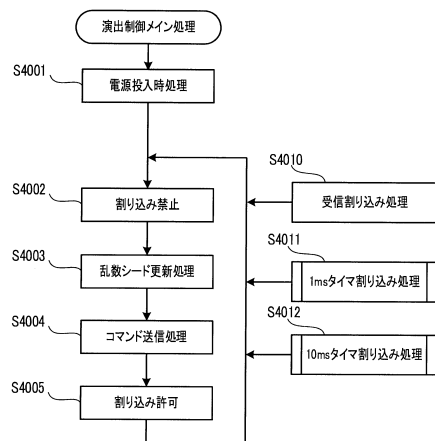 演出制御メイン処理
S4001
電源投入時処理
S4002
割り込み禁止
S4003
乱数シード更新処理
S4004
コマンド送信処理
S4005
割り込み許可
S4010
受信割り込み処理
S4011
1msタイマ割り込み処理
S4012
10msタイマ割り込み処理